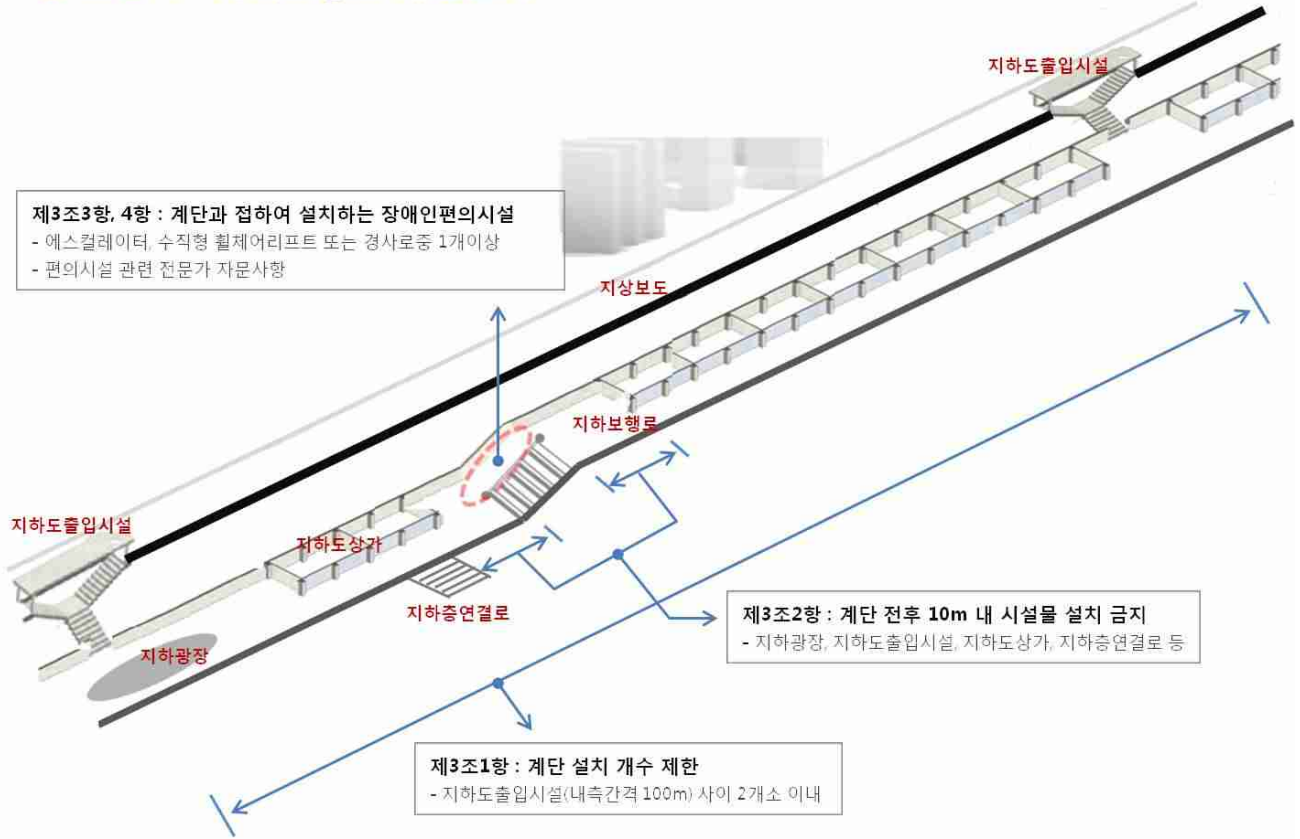 지하도출입시설
제3조3항, 4항 : 계단과 접하여 설치하는 장애인편의시설
- 에스컬레이터, 수직형 휠체어리프트 또는 경사로중 1개이상
- 편의시설 관련 전문가 자문사항
지상보도
지하보행로
지하도출입시설
지하도상가
지하층연결로
제3조2항 : 계단 전후 10m 내 시설물 설치 금지
- 지하광장, 지하도출입시설, 지하도상가, 지하층연결로 등
지하광장
제3조1항 : 계단 설치 개수 제한
- 지하도출입시설(내측간격 100m) 사이 2개소 이내